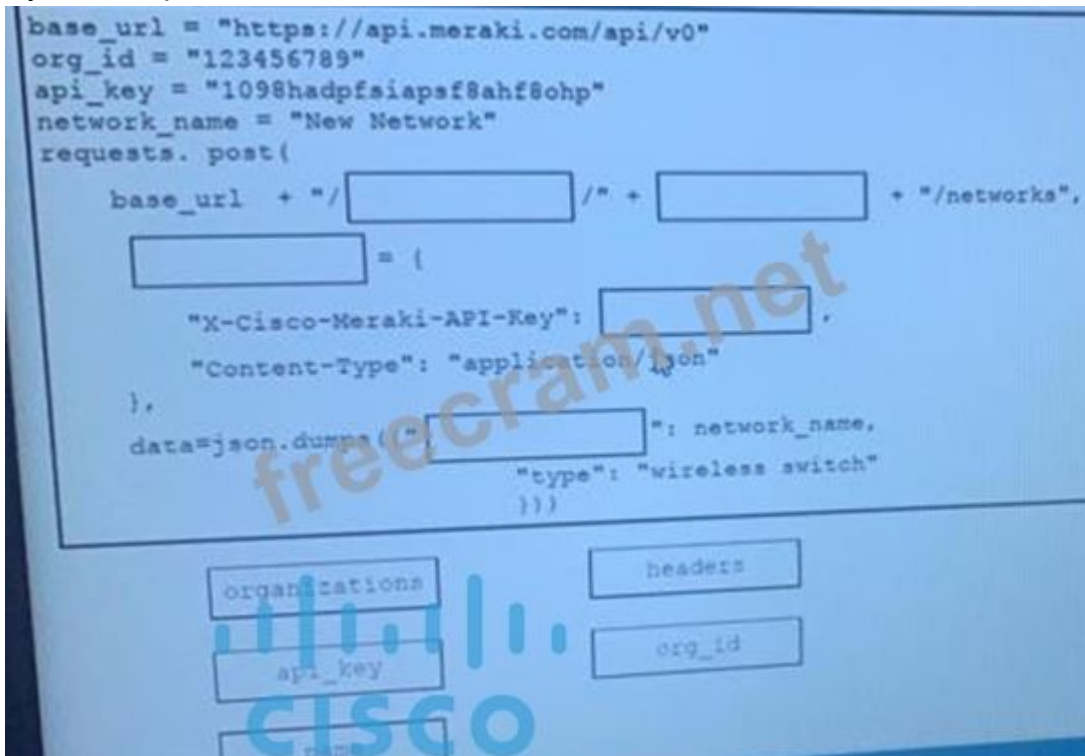 base_url = "https://api.meraki.com/api/v0"
org_id = "123456789"
api_key = "1098hadpfsiapsf8ahf8ohp"
network_name = "New Network"
requests. post(
base_url + "/ /" + + "/networks",
= {
"X-Cisco-Meraki-API-Key": ,
"Content-Type": "application/json"
},
data=json.dumps({" ": network_name,
"type": "wireless switch"
}))
freecram.net
organizations headers
api_key org_id
CISCO
name